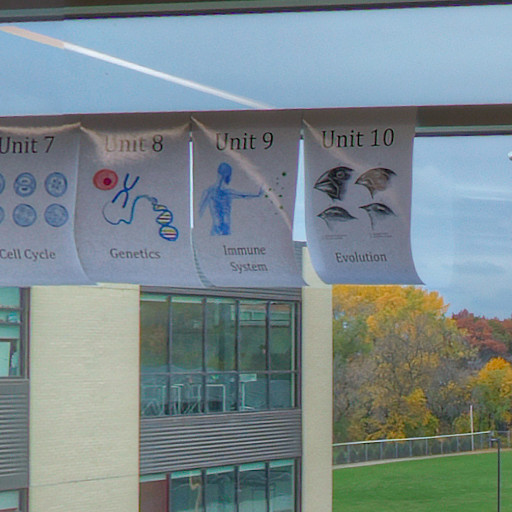 Unit 7
Cell Cycle
Unit 8
Genetics
Unit 9
Immune
System
Unit 10
Evolution